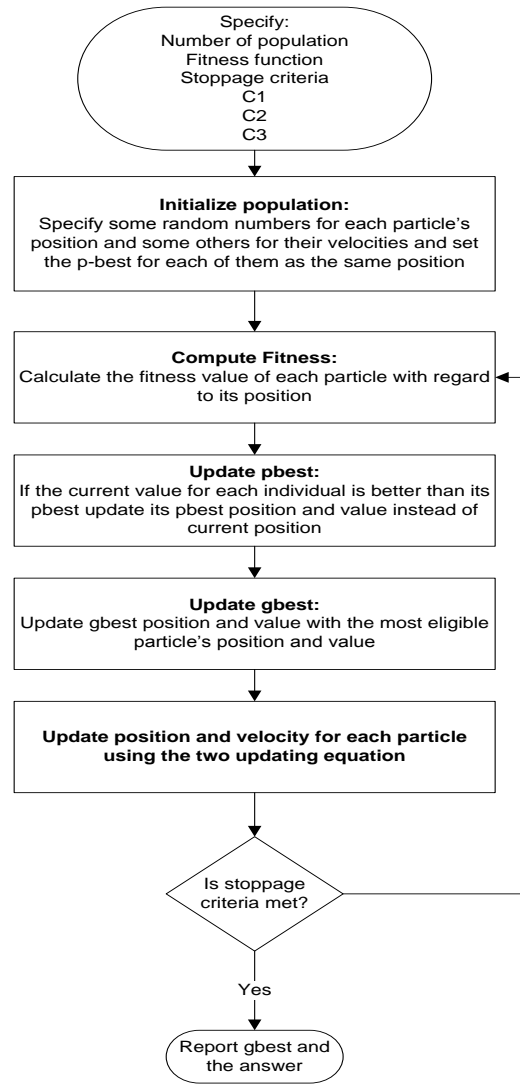 Specify:
Number of population
Fitness function
Stoppage criteria
C1
C2
C3
Initialize population:
Specify some random numbers for each particle's
position and some others for their velocities and set
the p-best for each of them as the same position
Compute Fitness:
Calculate the fitness value of each particle with regard
to its position
Update pbest:
If the current value for each individual is better than its
pbest update its pbest position and value instead of
current position
Update gbest:
Update gbest position and value with the most eligible
particle's position and value
Update position and velocity for each particle
using the two updating equation
Is stoppage
criteria met?
Yes
Report gbest and
the answer